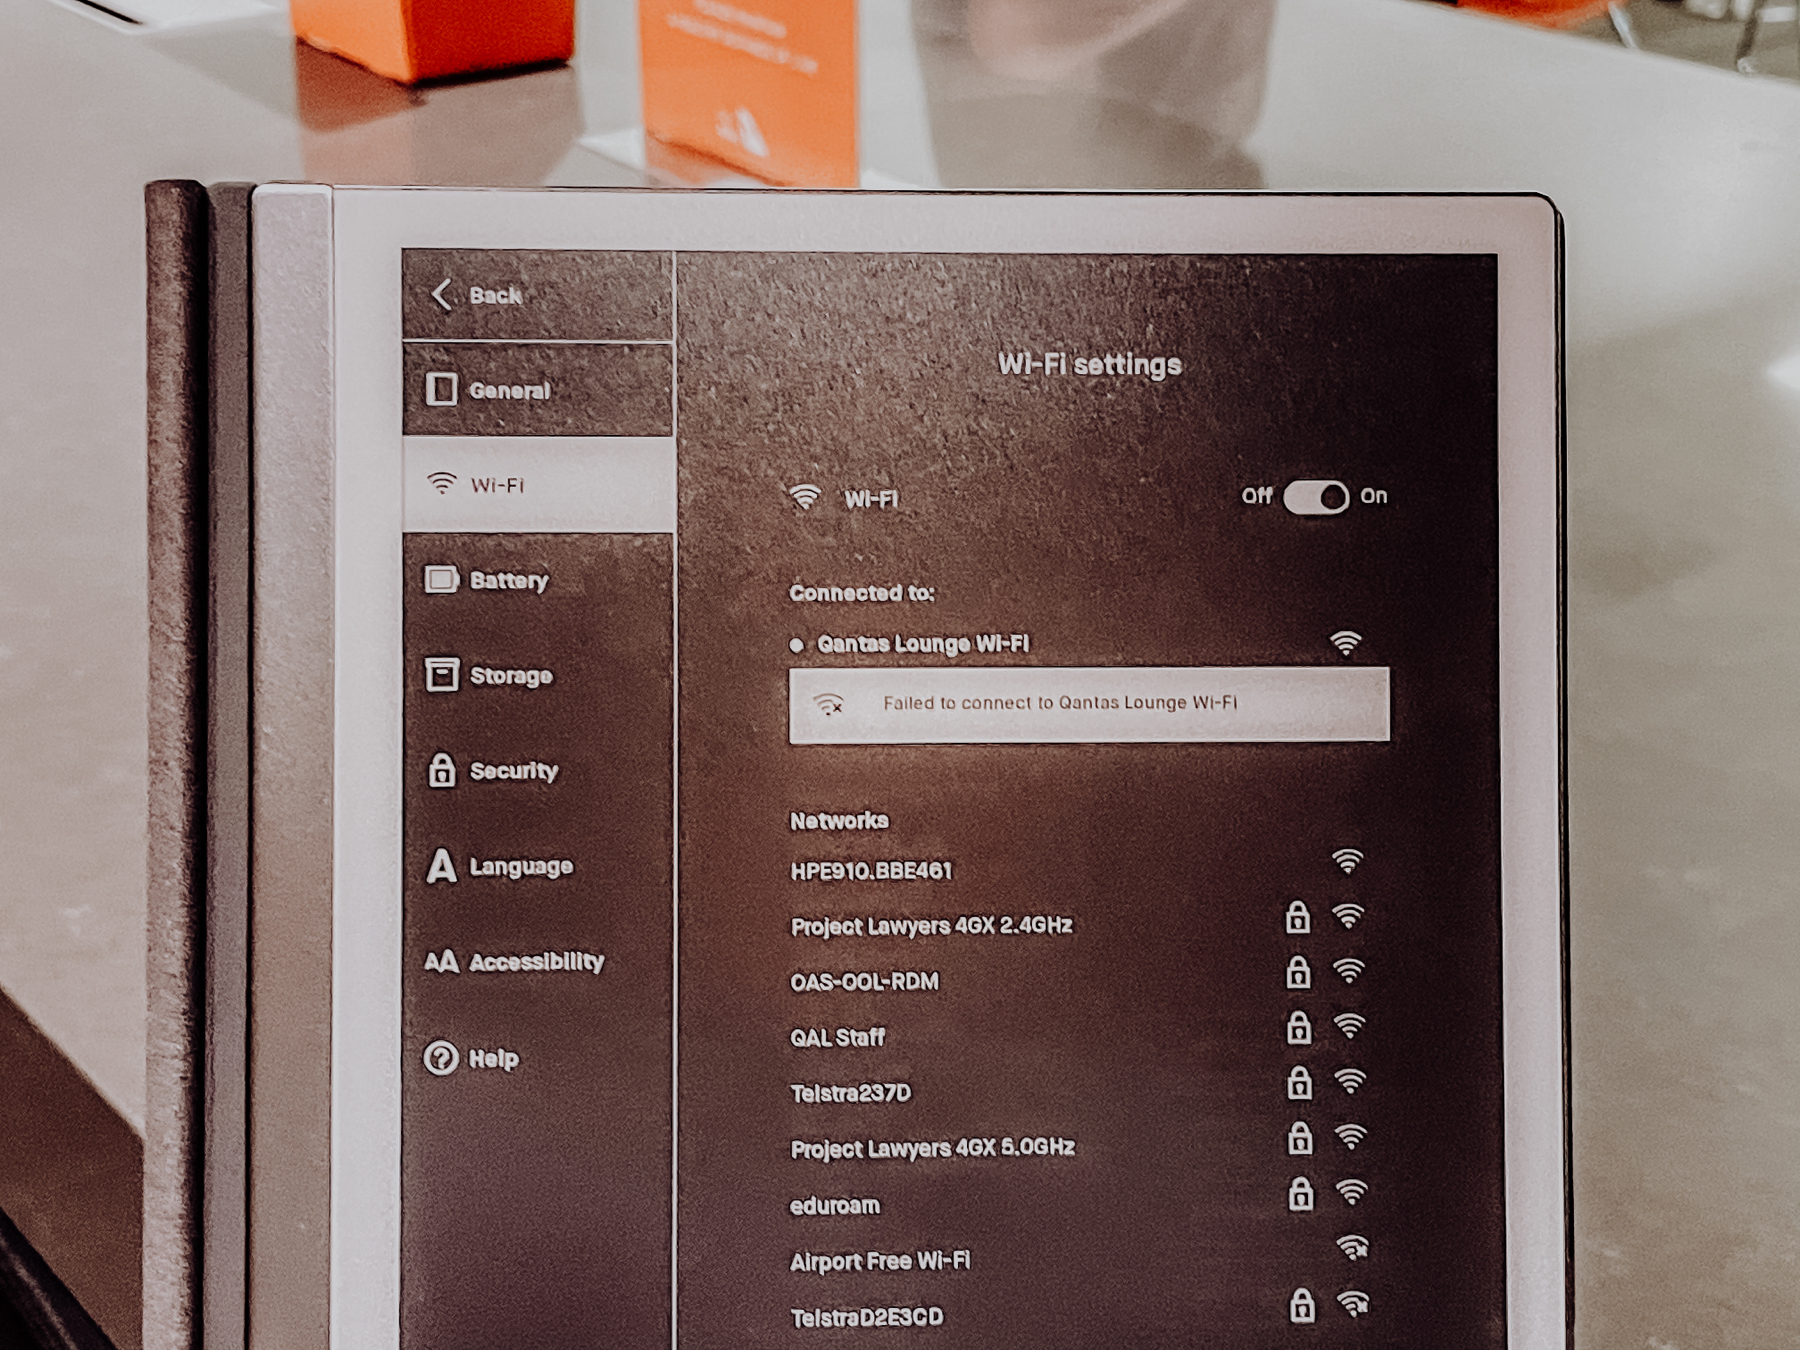 Back
General
Wi-Fi
Battery
Storage
Security
Language
Accessibility
Help
Wi-Fi settings
Wi-Fi
Off On
Connected to:
Qantas Lounge Wi-Fi
Failed to connect to Qantas Lounge Wi-Fi
Networks
HPE910.BBE461
Project Lawyers 4GX 2.4GHz
OAS-OOL-RDM
QAL Staff
Telstra237D
Project Lawyers 4GX 5.0GHz
eduroam
Airport Free Wi-Fi
TelstraD2E3CD